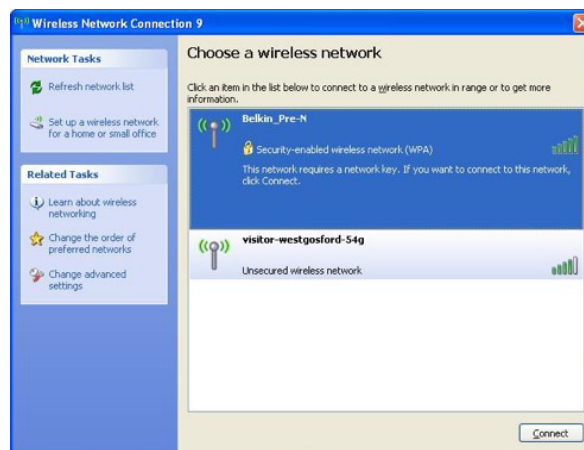 Wireless Network Connection 9
Network Tasks
Refresh network list
Set up a wireless network
for a home or small office
Related Tasks
Learn about wireless
networking
Change the order of
preferred networks
Change advanced
settings
Choose a wireless network
Click an item in the list below to connect to a wireless network in range or to get more
information.
Belkin_Pre-N
Security-enabled wireless network (WPA)
This network requires a network key. If you want to connect to this network,
click Connect.
visitor-westgosford-54g
Unsecured wireless network
Connect